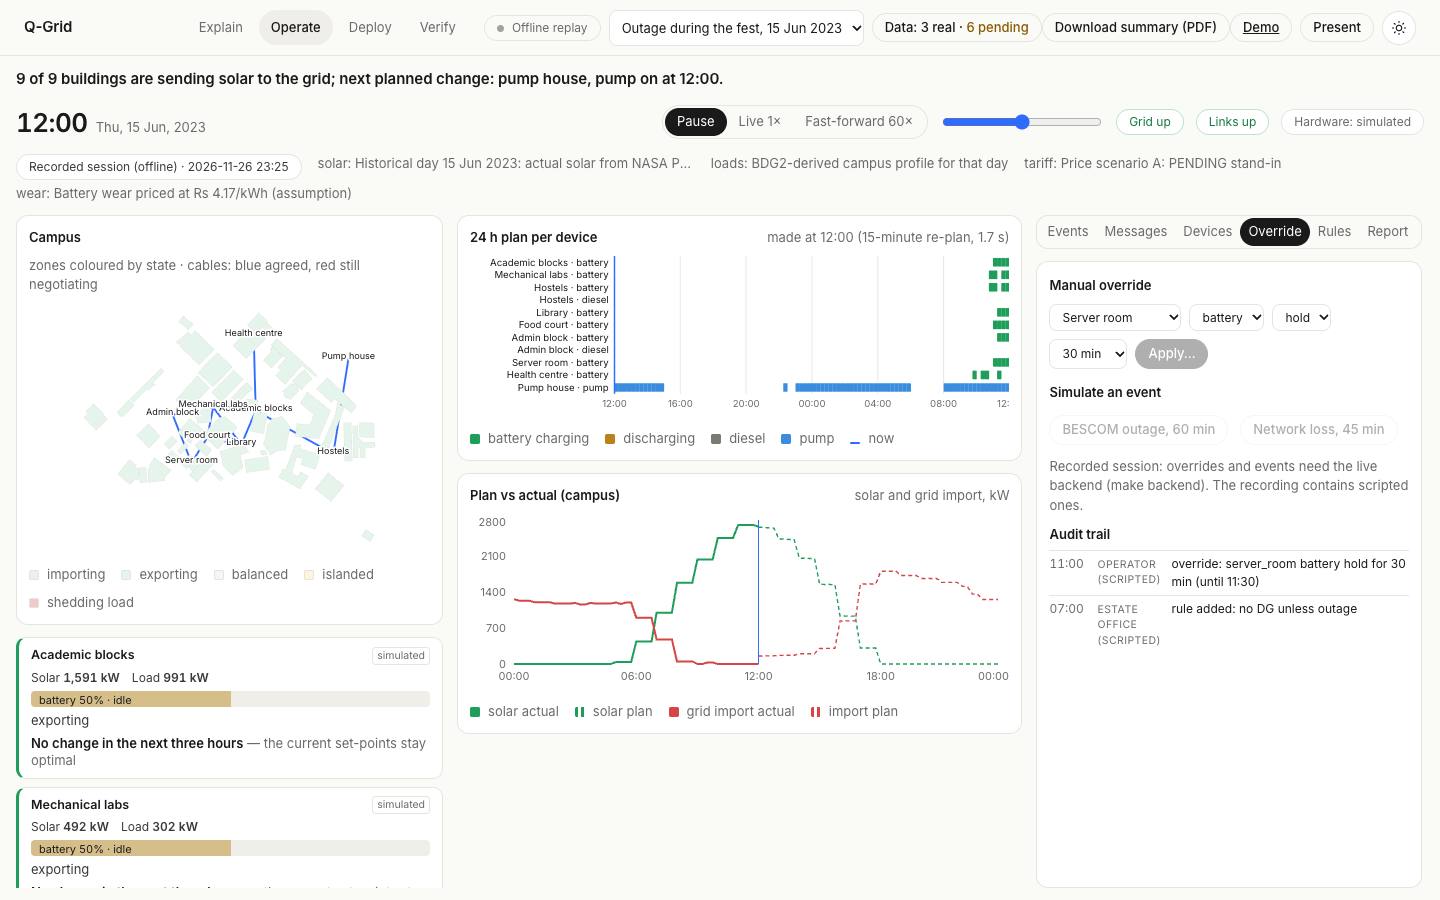 Q-Grid
Explain
Operate
Deploy
Verify
Offline replay
Outage during the fest, 15 Jun 2023
Data: 3 real · 6 pending
Download summary (PDF)
Demo
Present
9 of 9 buildings are sending solar to the grid; next planned change: pump house, pump on at 12:00.
12:00 Thu, 15 Jun, 2023
Pause
Live 1×
Fast-forward 60×
Grid up
Links up
Hardware: simulated
Recorded session (offline) · 2026-11-26 23:25
solar: Historical day 15 Jun 2023: actual solar from NASA P...
loads: BDG2-derived campus profile for that day
tariff: Price scenario A: PENDING stand-in
wear: Battery wear priced at Rs 4.17/kWh (assumption)
Campus
zones coloured by state · cables: blue agreed, red still
negotiating
Health centre
Pump house
Mechanical labs
Academic blocks
Admin block
Food court
Library
Server room
Hostels
importing
exporting
balanced
islanded
shedding load
Academic blocks
simulated
Solar 1,591 kW Load 991 kW
battery 50% · idle
exporting
No change in the next three hours — the current set-points stay
optimal
Mechanical labs
simulated
Solar 492 kW Load 302 kW
battery 50% · idle
exporting
24 h plan per device
made at 12:00 (15-minute re-plan, 1.7 s)
Academic blocks · battery
Mechanical labs · battery
Hostels · battery
Hostels · diesel
Library · battery
Food court · battery
Admin block · battery
Admin block · diesel
Server room · battery
Health centre · battery
Pump house · pump
12:00 16:00 20:00 00:00 04:00 08:00 12:
battery charging
discharging
diesel
pump
now
Plan vs actual (campus)
solar and grid import, kW
2800
2100
1400
700
0
00:00 06:00 12:00 18:00 00:00
solar actual
solar plan
grid import actual
import plan
Events
Messages
Devices
Override
Rules
Report
Manual override
Server room
battery
hold
30 min
Apply...
Simulate an event
BESCOM outage, 60 min
Network loss, 45 min
Recorded session: overrides and events need the live
backend (make backend). The recording contains scripted
ones.
Audit trail
11:00 OPERATOR (SCRIPTED) override: server_room battery hold for 30
min (until 11:30)
07:00 ESTATE OFFICE (SCRIPTED) rule added: no DG unless outage